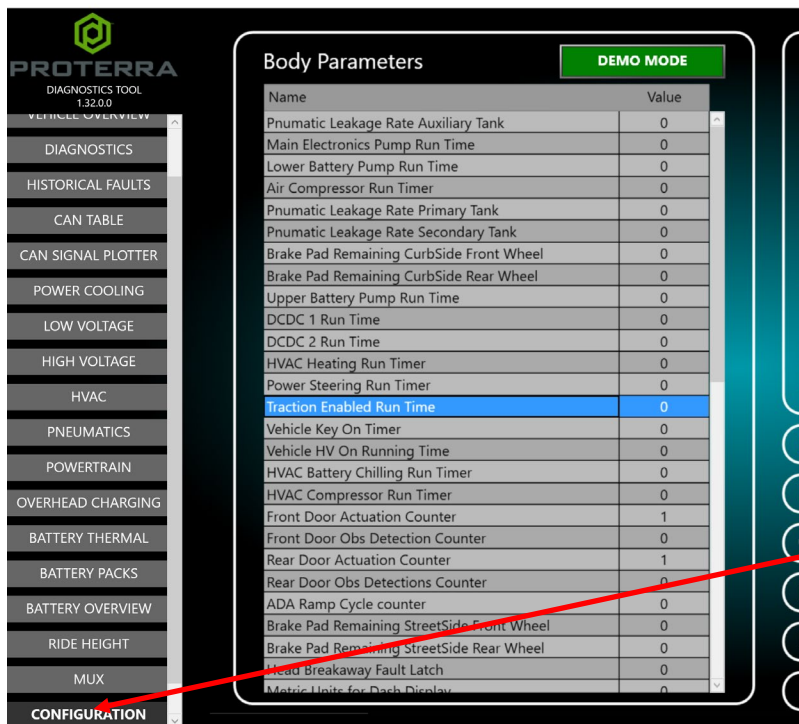 PROTERRA
DIAGNOSTICS TOOL
1.32.0.0
VEHICLE OVERVIEW
DIAGNOSTICS
HISTORICAL FAULTS
CAN TABLE
CAN SIGNAL PLOTTER
POWER COOLING
LOW VOLTAGE
HIGH VOLTAGE
HVAC
PNEUMATICS
POWERTRAIN
OVERHEAD CHARGING
BATTERY THERMAL
BATTERY PACKS
BATTERY OVERVIEW
RIDE HEIGHT
MUX
CONFIGURATION
Body Parameters
DEMO MODE
Name Value
Pnumatic Leakage Rate Auxiliary Tank 0
Main Electronics Pump Run Time 0
Lower Battery Pump Run Time 0
Air Compressor Run Timer 0
Pnumatic Leakage Rate Primary Tank 0
Pnumatic Leakage Rate Secondary Tank 0
Brake Pad Remaining CurbSide Front Wheel 0
Brake Pad Remaining CurbSide Rear Wheel 0
Upper Battery Pump Run Time 0
DCDC 1 Run Time 0
DCDC 2 Run Time 0
HVAC Heating Run Timer 0
Power Steering Run Timer 0
Traction Enabled Run Time 0
Vehicle Key On Timer 0
Vehicle HV On Running Time 0
HVAC Battery Chilling Run Timer 0
HVAC Compressor Run Timer 0
Front Door Actuation Counter 1
Front Door Obs Detection Counter 0
Rear Door Actuation Counter 1
Rear Door Obs Detections Counter 0
ADA Ramp Cycle counter 0
Brake Pad Remaining StreetSide Front Wheel 0
Brake Pad Remaining StreetSide Rear Wheel 0
Head Breakaway Fault Latch 0
Metric Units for Dash Display 0